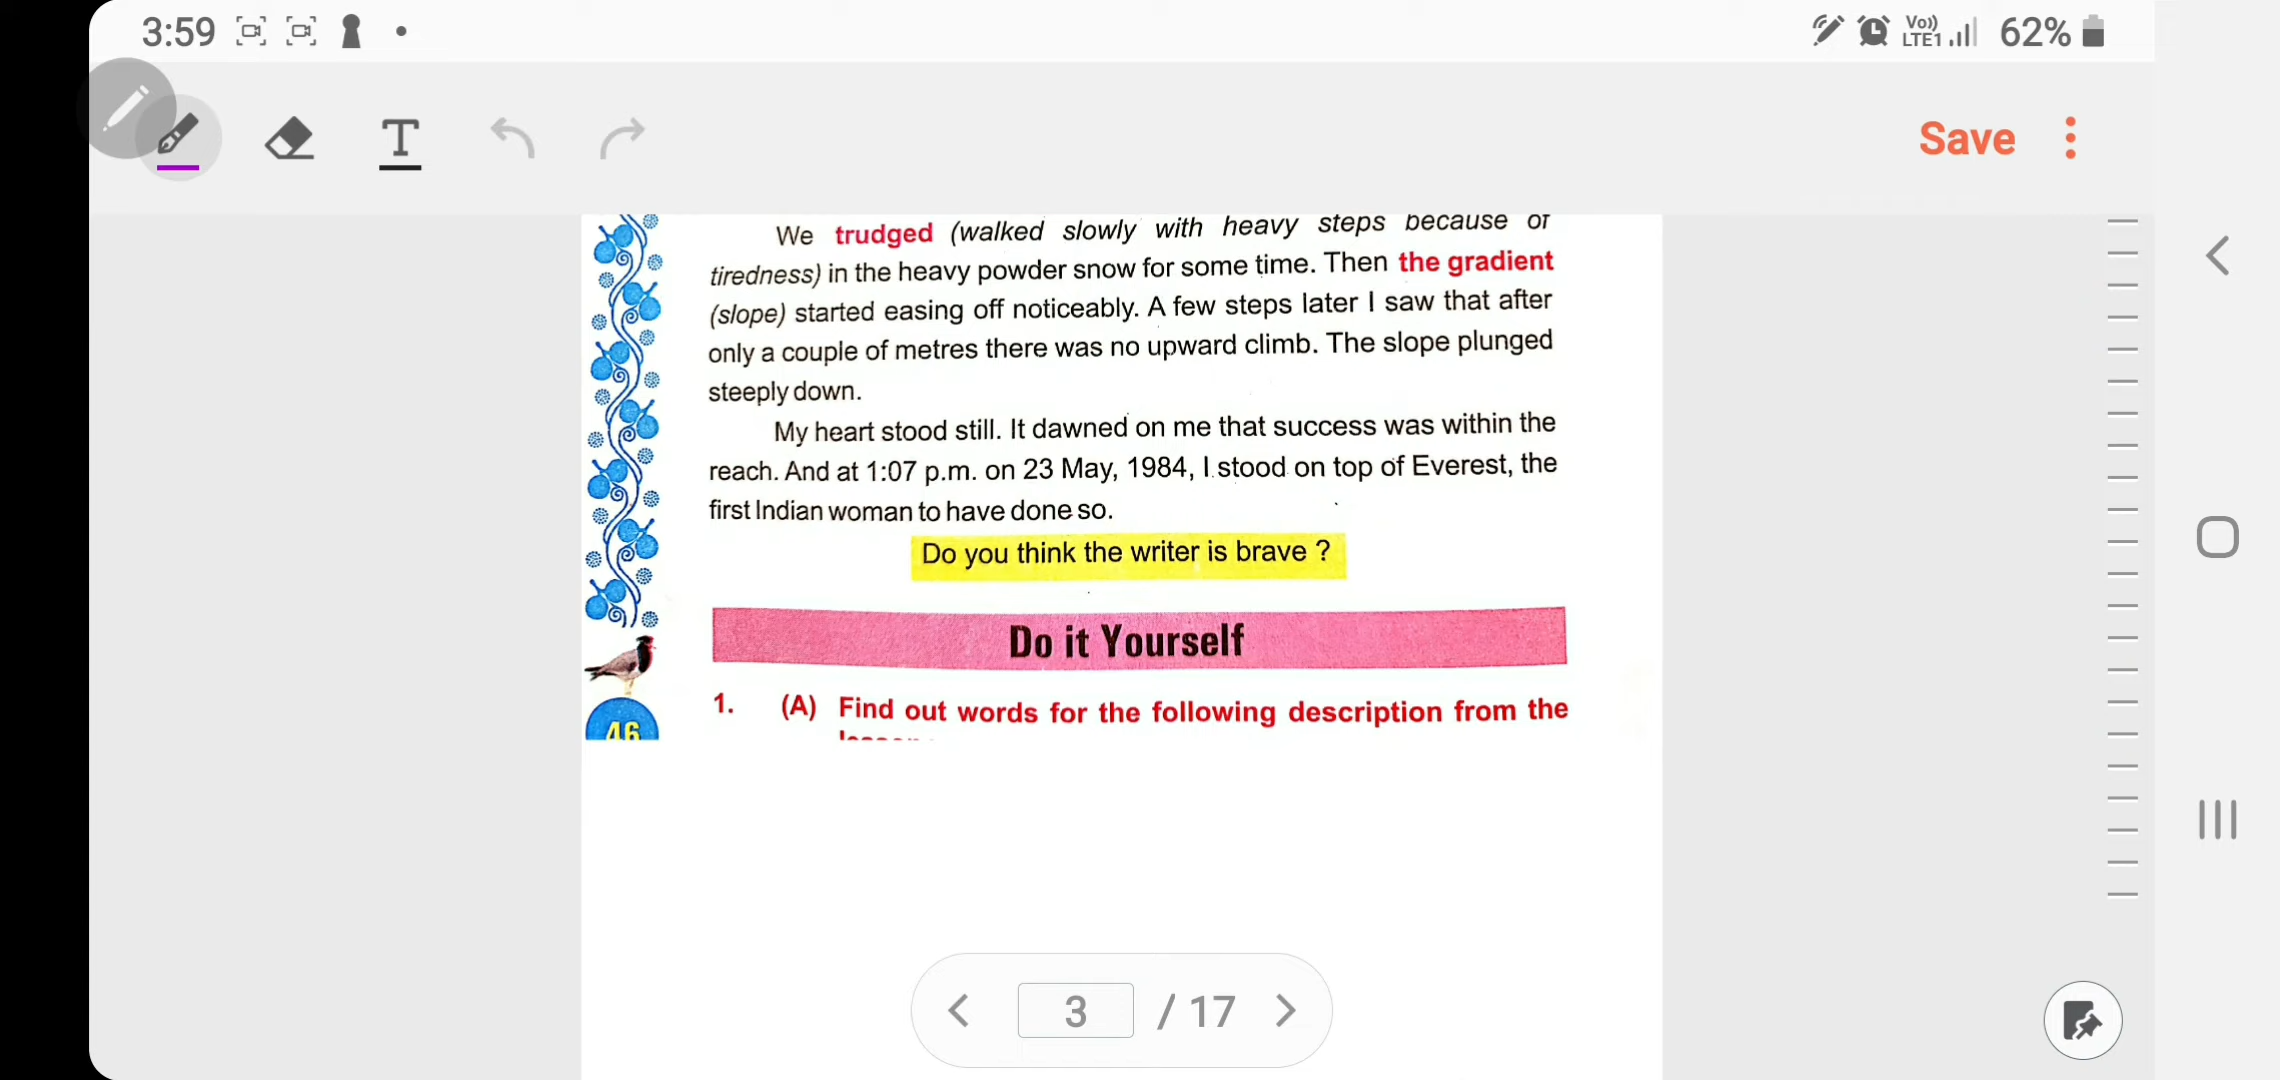 3:59
Vo)) LTE1 62%
T
Save
We trudged (walked slowly with heavy steps because of
tiredness) in the heavy powder snow for some time. Then the gradient
(slope) started easing off noticeably. A few steps later I saw that after
only a couple of metres there was no upward climb. The slope plunged
steeply down.
My heart stood still. It dawned on me that success was within the
reach. And at 1:07 p.m. on 23 May, 1984, I stood on top of Everest, the
first Indian woman to have done so.
Do you think the writer is brave ?
Do it Yourself
1. (A) Find out words for the following description from the
46
3 / 17